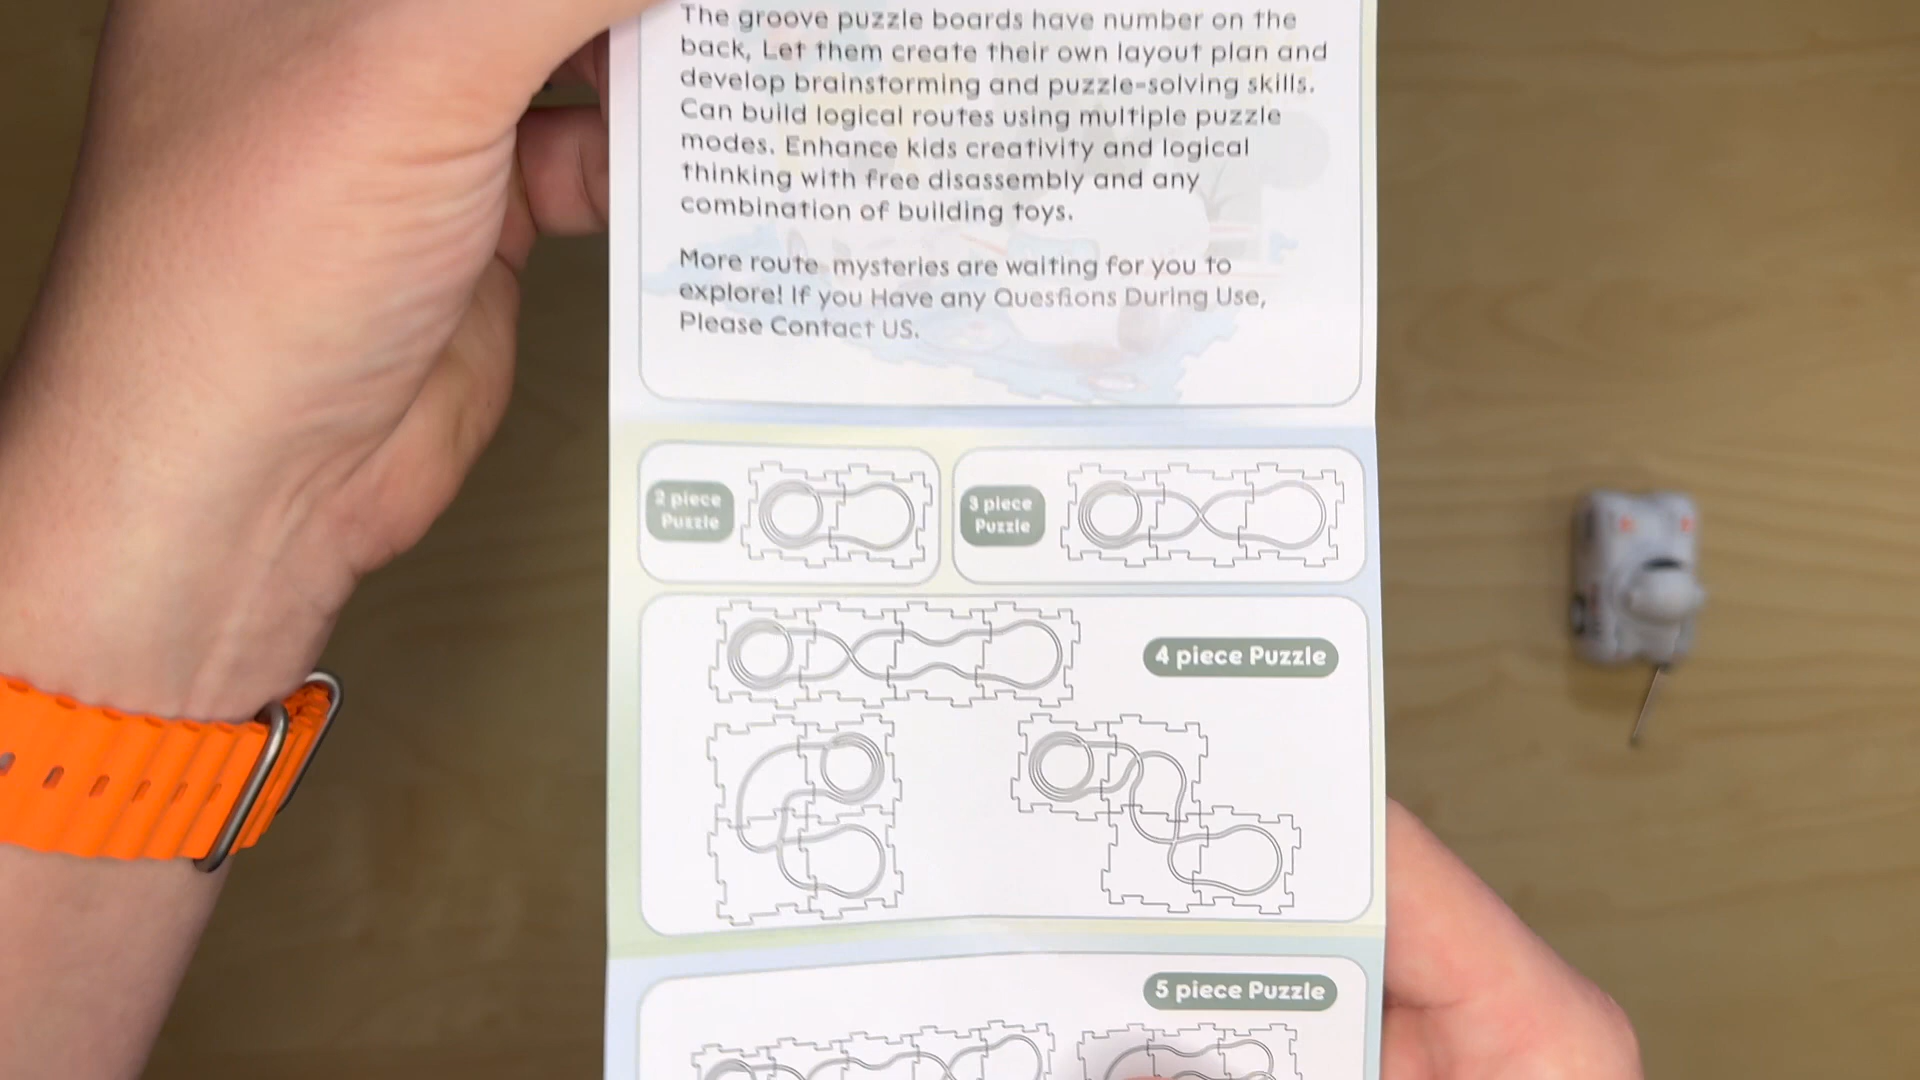 The groove puzzle boards have number on the
back, Let them create their own layout plan and
develop brainstorming and puzzle-solving skills.
Can build logical routes using multiple puzzle
modes. Enhance kids creativity and logical
thinking with free disassembly and any
combination of building toys.
More route mysteries are waiting for you to
explore! If you Have any Quesfions During Use,
Please Contact US.
2 piece
Puzzle
3 piece
Puzzle
4 piece Puzzle
5 piece Puzzle